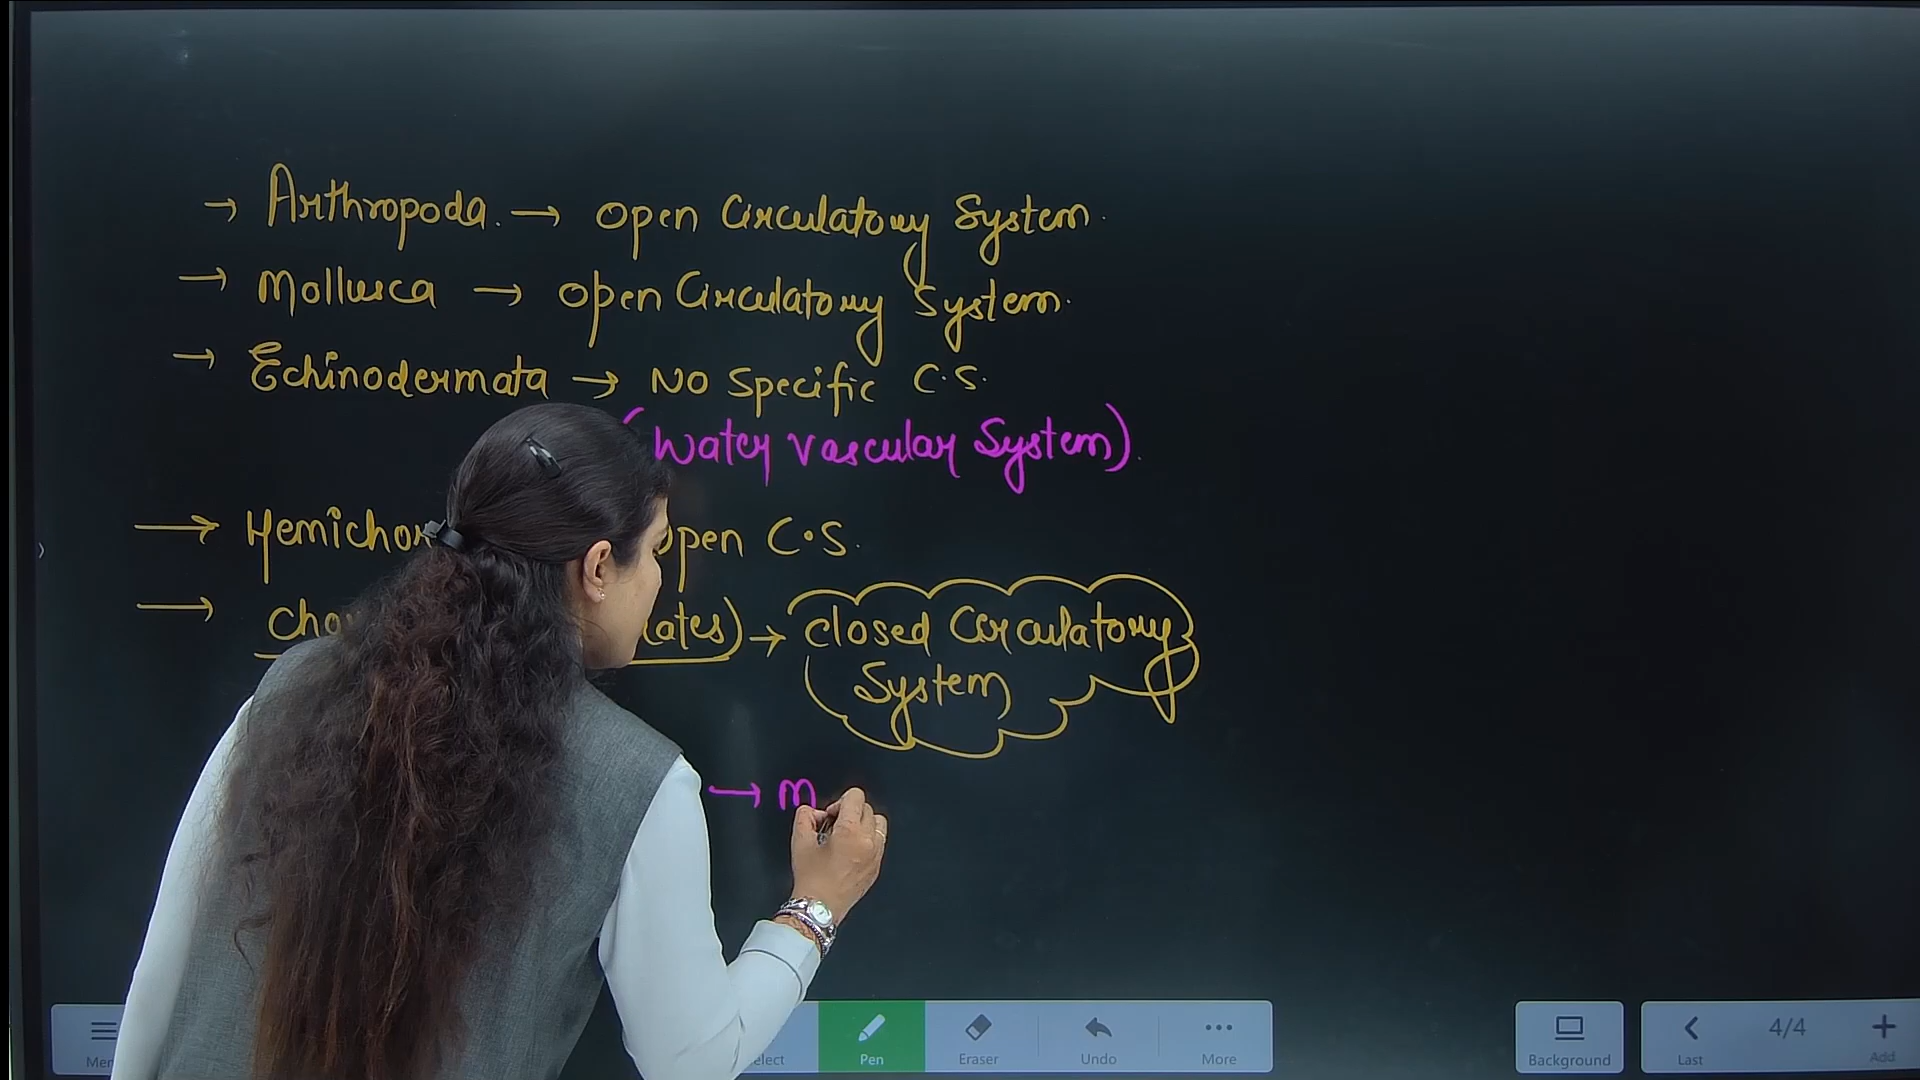 → Arthropoda. → Open Circulatory System.
→ Mollusca → Open Circulatory System.
→ Echinodermata → No Specific C.S.
(Water Vascular System).
→ Hemichor open C.S.
→ Cho ates) → closed Circulatory
System
→ M
Pen
Eraser
Undo
More
Background
Last
4/4
Add